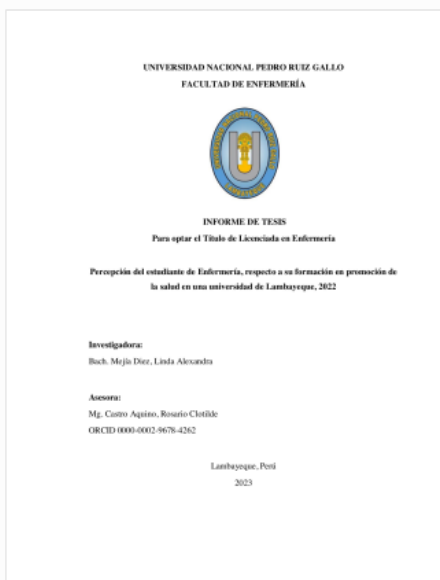 UNIVERSIDAD NACIONAL PEDRO RUIZ GALLO
FACULTAD DE ENFERMERÍA
INFORME DE TESIS
Para optar el Título de Licenciada en Enfermería
Percepción del estudiante de Enfermería, respecto a su formación en promoción de
la salud en una universidad de Lambayeque, 2022
Investigadora:
Bach. Mejía Diez, Linda Alexandra
Asesora:
Mg. Castro Aquino, Rosario Clotilde
ORCID 0000-0002-9678-4262
Lambayeque, Perú
2023